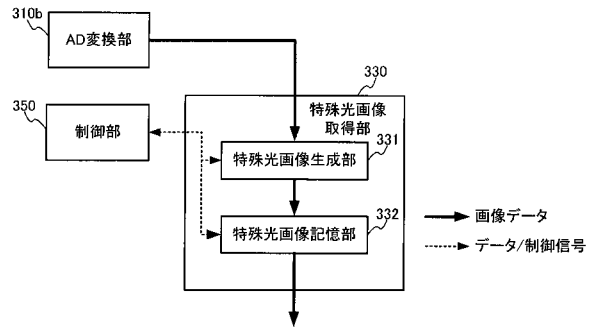 310b
AD変換部
330
350
制御部
特殊光画像
取得部
331
特殊光画像生成部
332
特殊光画像記憶部
画像データ
データ/制御信号